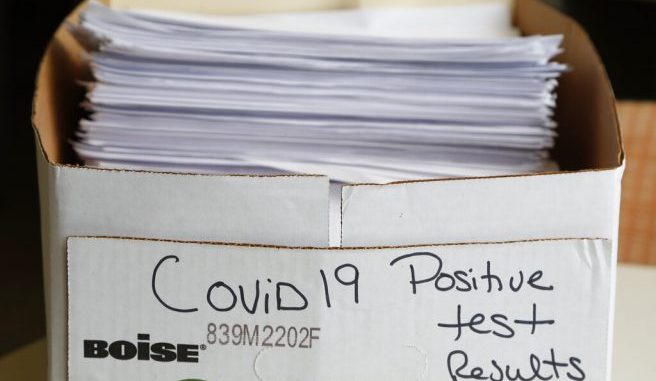 Covid19 Positive
test
Results
839M2202F
BOiSE®